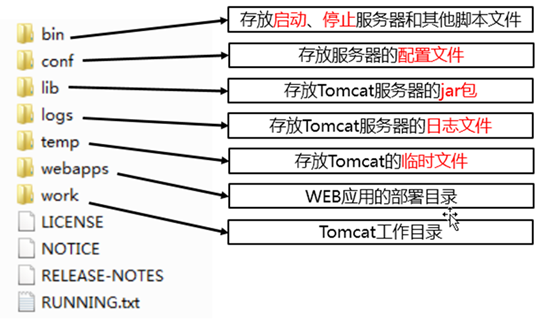 bin
存放启动、停止服务器和其他脚本文件
conf
存放服务器的配置文件
lib
存放Tomcat服务器的jar包
logs
存放Tomcat服务器的日志文件
temp
存放Tomcat的临时文件
webapps
WEB应用的部署目录
work
Tomcat工作目录
LICENSE
NOTICE
RELEASE-NOTES
RUNNING.txt